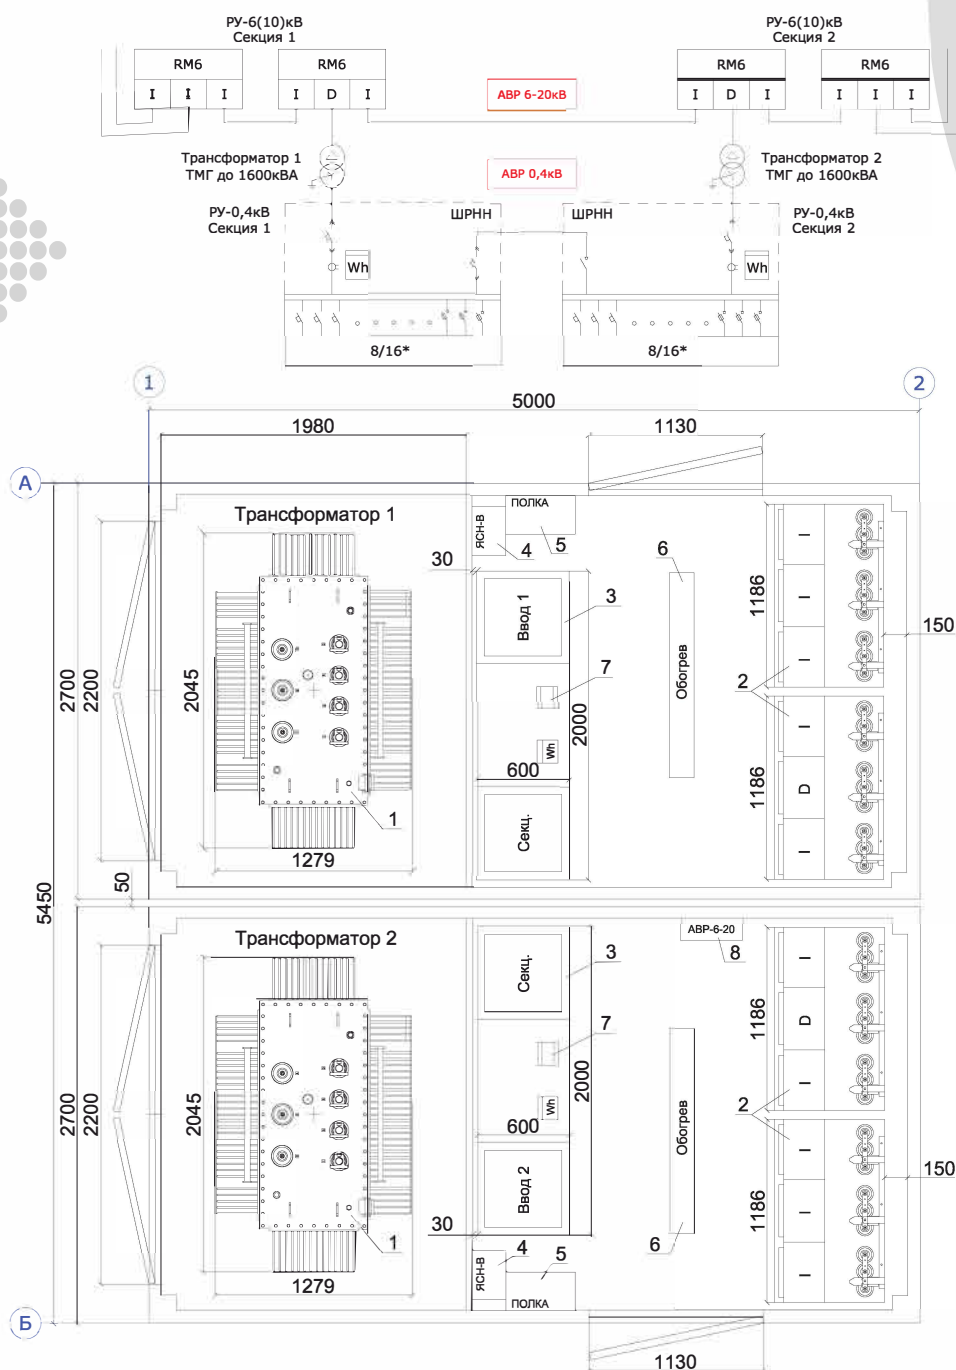 РУ-6(10)кВ
Секция 1
РУ-6(10)кВ
Секция 2
RM6
RM6
RM6
RM6
I
I
I
I
D
I
I
D
I
I
I
I
АВР 6-20кВ
Трансформатор 1
ТМГ до 1600кВА
АВР 0,4кВ
Трансформатор 2
ТМГ до 1600кВА
РУ-0,4кВ
Секция 1
ШРНН
ШРНН
РУ-0,4кВ
Секция 2
Wh
Wh
8/16*
8/16*
1
2
5000
1980
1130
А
Трансформатор 1
ПОЛКА
ЯСН-В
4
5
30
6
3
Ввод 1
7
Обогрев
2
1186
150
I
I
I
I
D
I
2700
2200
2045
2000
Wh
600
1186
Секц.
1
1279
50
5450
Трансформатор 2
АВР-6-20
8
Секц.
3
7
Обогрев
1186
I
D
I
I
I
I
2700
2200
2045
2000
Wh
600
2
150
1186
Ввод 2
30
1
4
5
6
1279
ЯСН-В
ПОЛКА
Б
1130